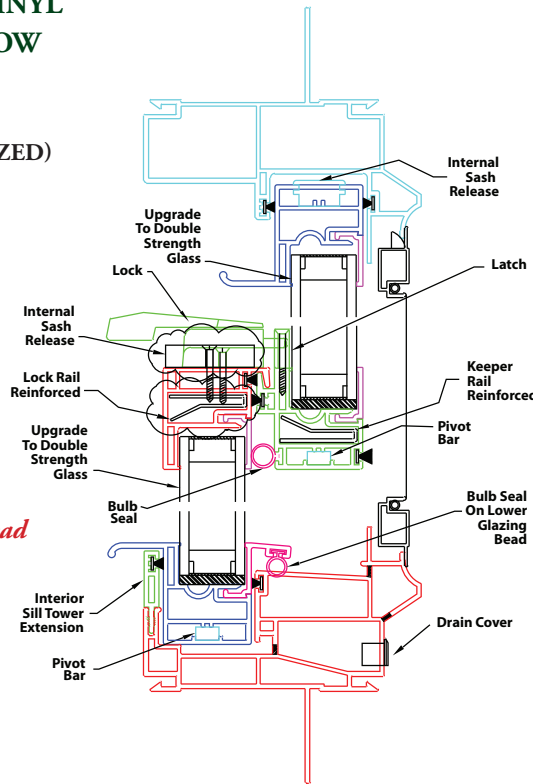 INYL
OW
ZED)
Internal
Sash
Release
Upgrade
To Double
Strength
Glass
Lock
Latch
Internal
Sash
Release
Lock Rail
Reinforced
Keeper
Rail
Reinforced
Pivot
Bar
Upgrade
To Double
Strength
Glass
Bulb
Seal
Bulb Seal
On Lower
Glazing
Bead
ad
Interior
Sill Tower
Extension
Drain Cover
Pivot
Bar